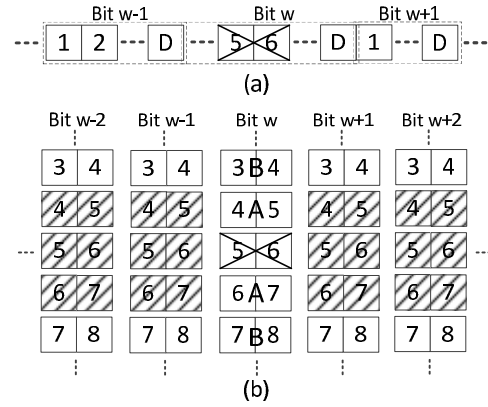 Bit w-1 Bit w Bit w+1
1 2 D 5 6 D 1 D
(a)
Bit w-2 Bit w-1 Bit w Bit w+1 Bit w+2
3 4 3 4 3 B 4 3 4 3 4
4 5 4 5 4 A 5 4 5 4 5
5 6 5 6 5 6 5 6 5 6
6 7 6 7 6 A 7 6 7 6 7
7 8 7 8 7 B 8 7 8 7 8
(b)